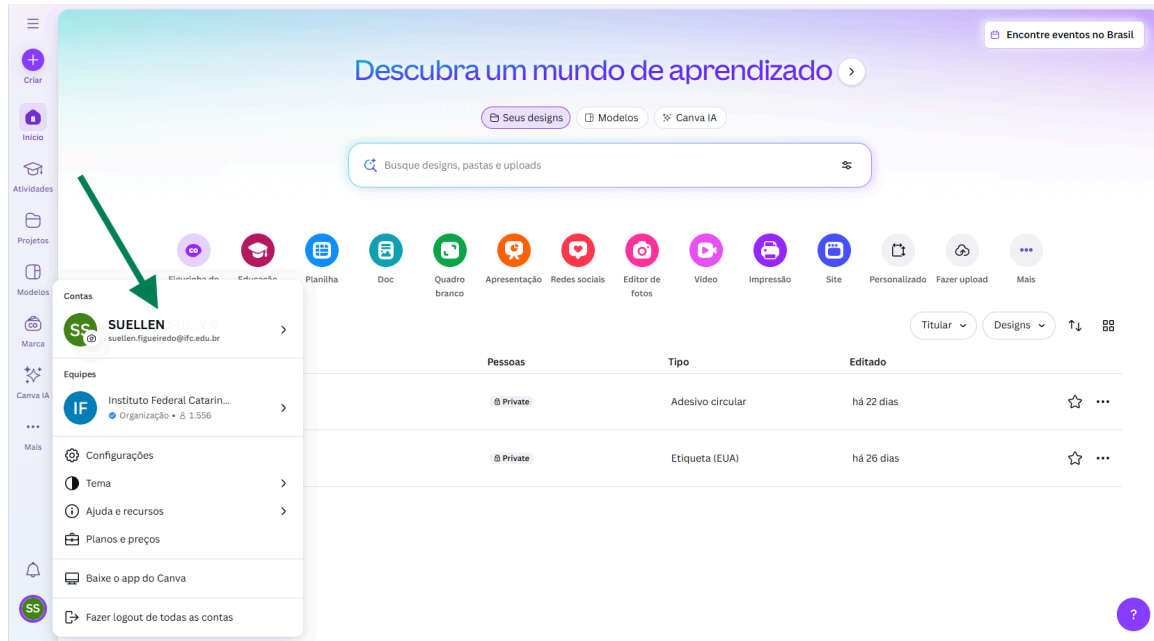 Encontre eventos no Brasil
Descubra um mundo de aprendizado
Seus designs
Modelos
Canva IA
Busque designs, pastas e uploads
Criar
Início
Atividades
Projetos
Modelos
Marca
Canva IA
Mais
Figurinha de
Educação
Planilha
Doc
Quadro
branco
Apresentação
Redes sociais
Editor de
fotos
Vídeo
Impressão
Site
Personalizado
Fazer upload
Mais
Titular
Designs
Pessoas
Tipo
Editado
Private
Adesivo circular
há 22 dias
Private
Etiqueta (EUA)
há 26 dias
Contas
SS
SUELLEN
suellen.figueiredo@ifc.edu.br
Equipes
IF
Instituto Federal Catarin...
Organização • 1.556
Configurações
Tema
Ajuda e recursos
Planos e preços
Baixe o app do Canva
Fazer logout de todas as contas
SS
?